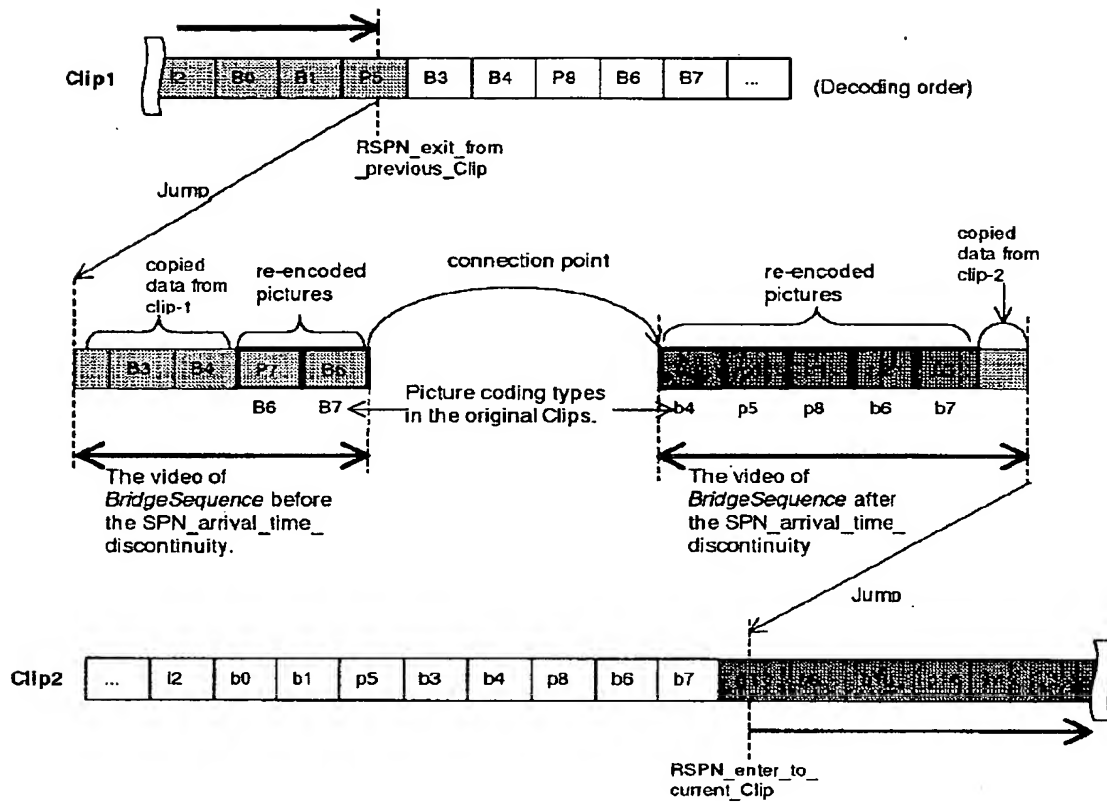 Clip1
I2 B0 B1 P5 B3 B4 P8 B6 B7 ...
(Decoding order)
RSPN_exit_from
_previous_Clip
Jump
copied
data from
clip-1
re-encoded
pictures
connection point
re-encoded
pictures
copied
data from
clip-2
B3 B4 P7 B6
B6 B7
Picture coding types
in the original Clips.
b4 p5 p8 b6 b7
The video of
BridgeSequence before
the SPN_arrival_time_
discontinuity.
The video of
BridgeSequence after
the SPN_arrival_time_
discontinuity
Jump
Clip2
... i2 b0 b1 p5 b3 b4 p8 b6 b7
RSPN_enter_to_
current_Clip